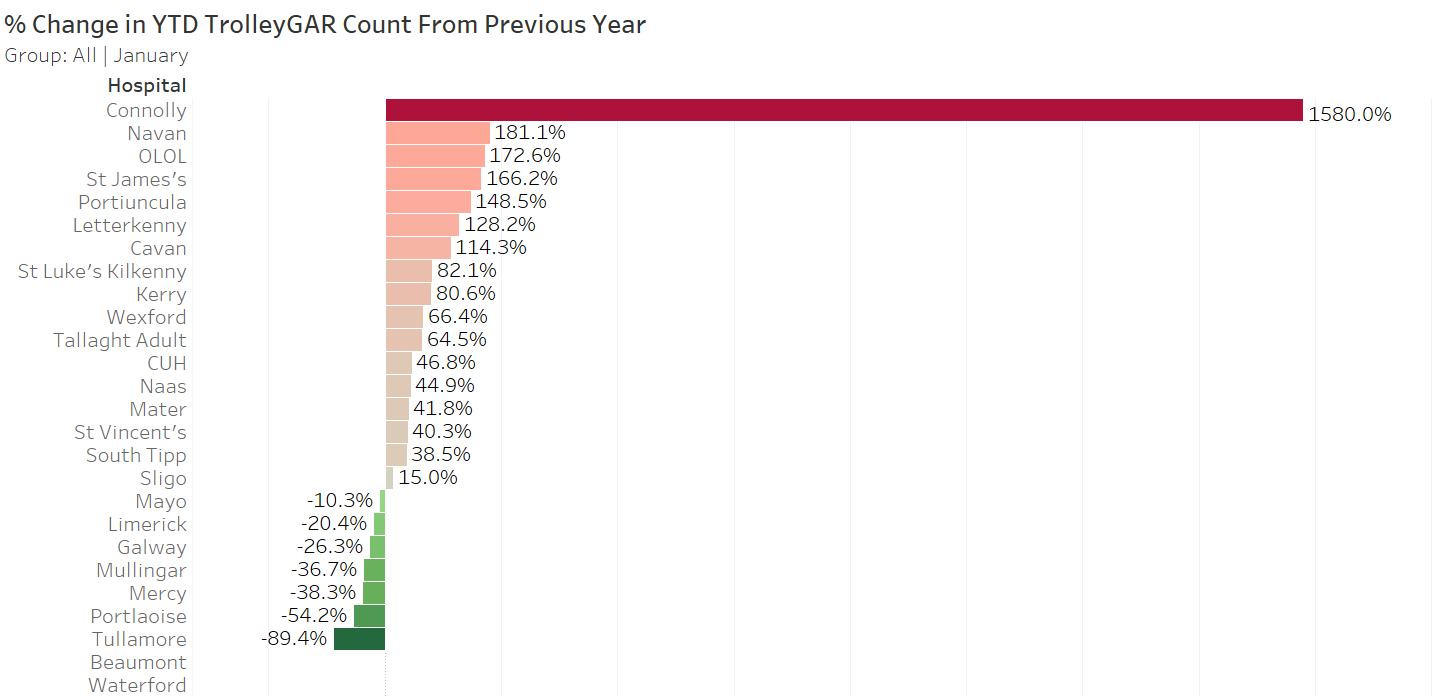 % Change in YTD TrolleyGAR Count From Previous Year
Group: All | January
Hospital
Connolly 1580.0%
Navan 181.1%
OLOL 172.6%
St James’s 166.2%
Portiuncula 148.5%
Letterkenny 128.2%
Cavan 114.3%
St Luke’s Kilkenny 82.1%
Kerry 80.6%
Wexford 66.4%
Tallaght Adult 64.5%
CUH 46.8%
Naas 44.9%
Mater 41.8%
St Vincent’s 40.3%
South Tipp 38.5%
Sligo 15.0%
Mayo -10.3%
Limerick -20.4%
Galway -26.3%
Mullingar -36.7%
Mercy -38.3%
Portlaoise -54.2%
Tullamore -89.4%
Beaumont
Waterford